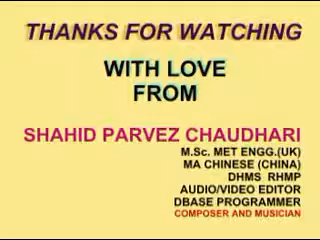 THANKS FOR WATCHING
WITH LOVE
FROM
SHAHID PARVEZ CHAUDHARI
M.Sc. MET ENGG.(UK)
MA CHINESE (CHINA)
DHMS RHMP
AUDIO/VIDEO EDITOR
DBASE PROGRAMMER
COMPOSER AND MUSICIAN